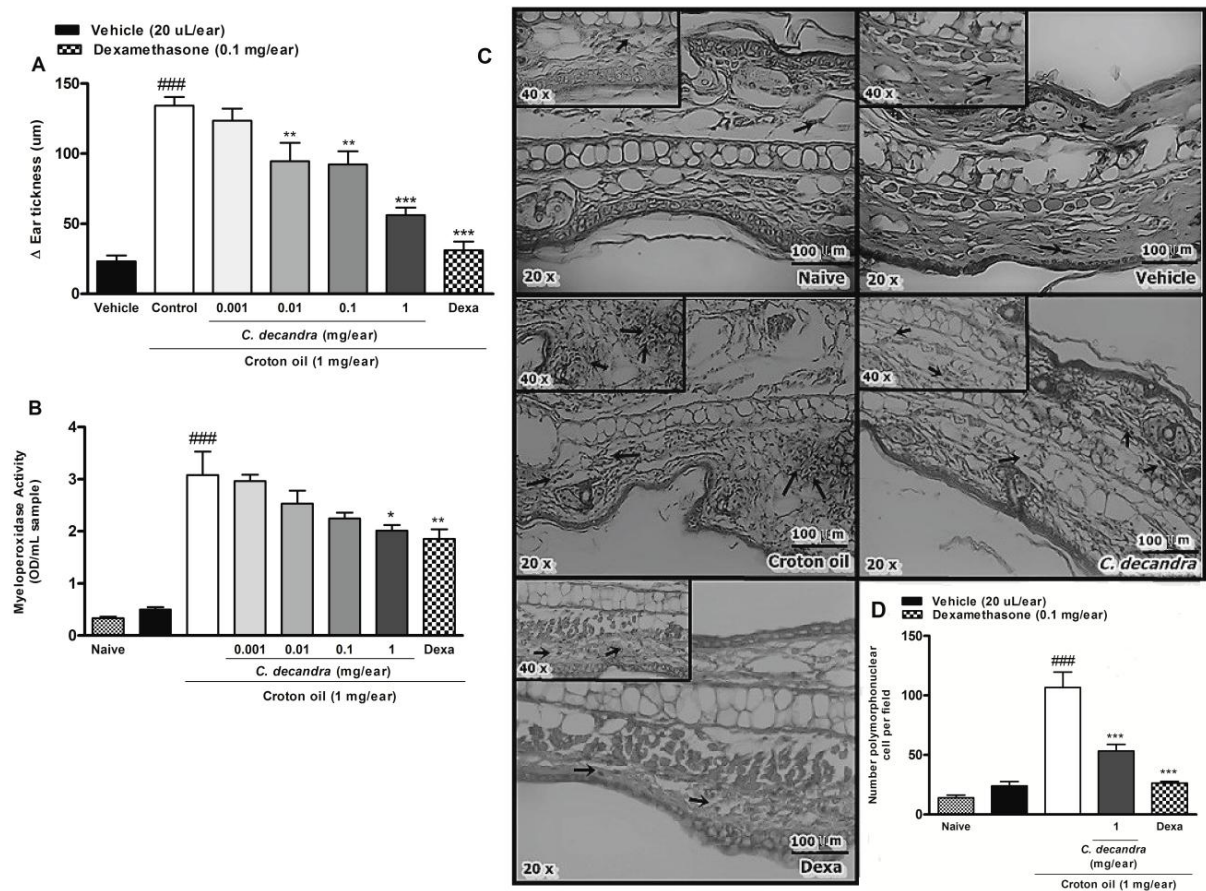 Vehicle (20 uL/ear)
Dexamethasone (0.1 mg/ear)
A
Δ Ear tickness (um)
150
100
50
0
###
**
**
***
***
Vehicle
Control
0.001
0.01
0.1
1
Dexa
C. decandra (mg/ear)
Croton oil (1 mg/ear)
B
Myeloperoxidase Activity
(OD/mL sample)
4
3
2
1
0
###
*
**
Naive
0.001
0.01
0.1
1
Dexa
C. decandra (mg/ear)
Croton oil (1 mg/ear)
C
40 x
20 x
100 µm
Naive
40 x
20 x
100 µm
Vehicle
40 x
20 x
100 µm
Croton oil
40 x
20 x
100 µm
C. decandra
40 x
20 x
100 µm
Dexa
D
Vehicle (20 uL/ear)
Dexamethasone (0.1 mg/ear)
Number polymorphonuclear
cell per field
150
100
50
0
###
***
***
Naive
1
Dexa
C. decandra
(mg/ear)
Croton oil (1 mg/ear)